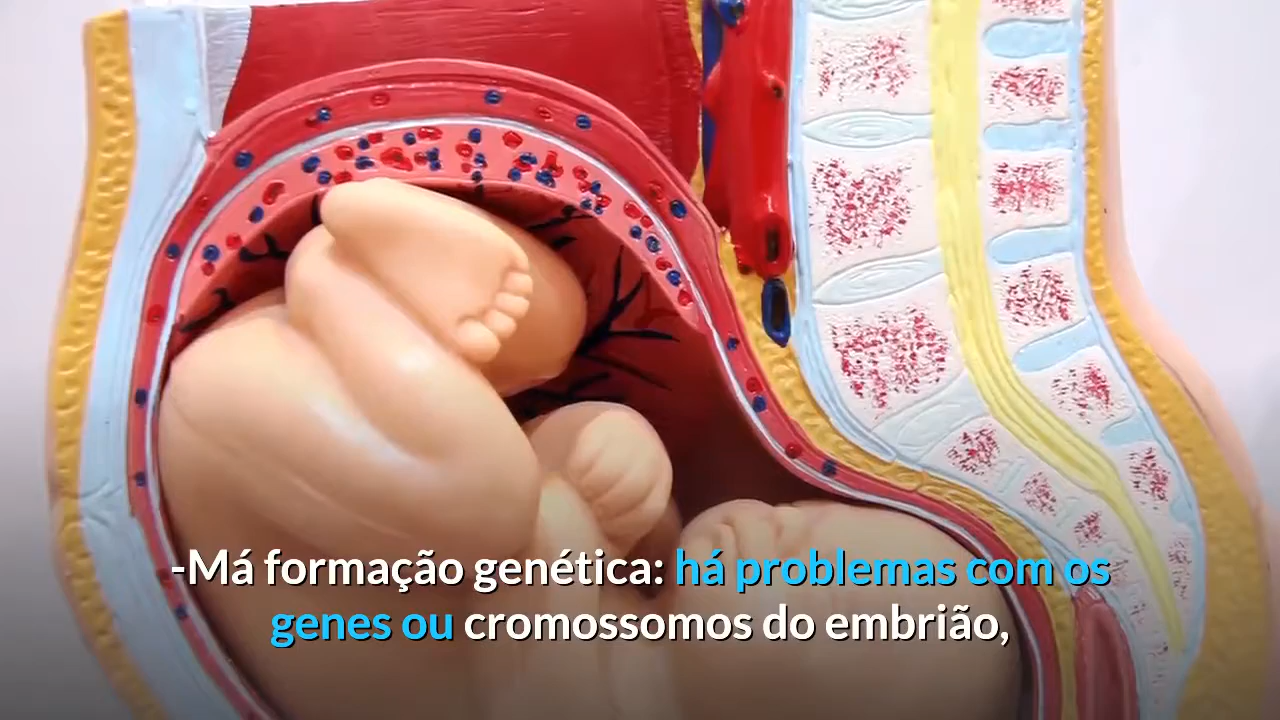 -Má formação genética: há problemas com os
genes ou cromossomos do embrião,